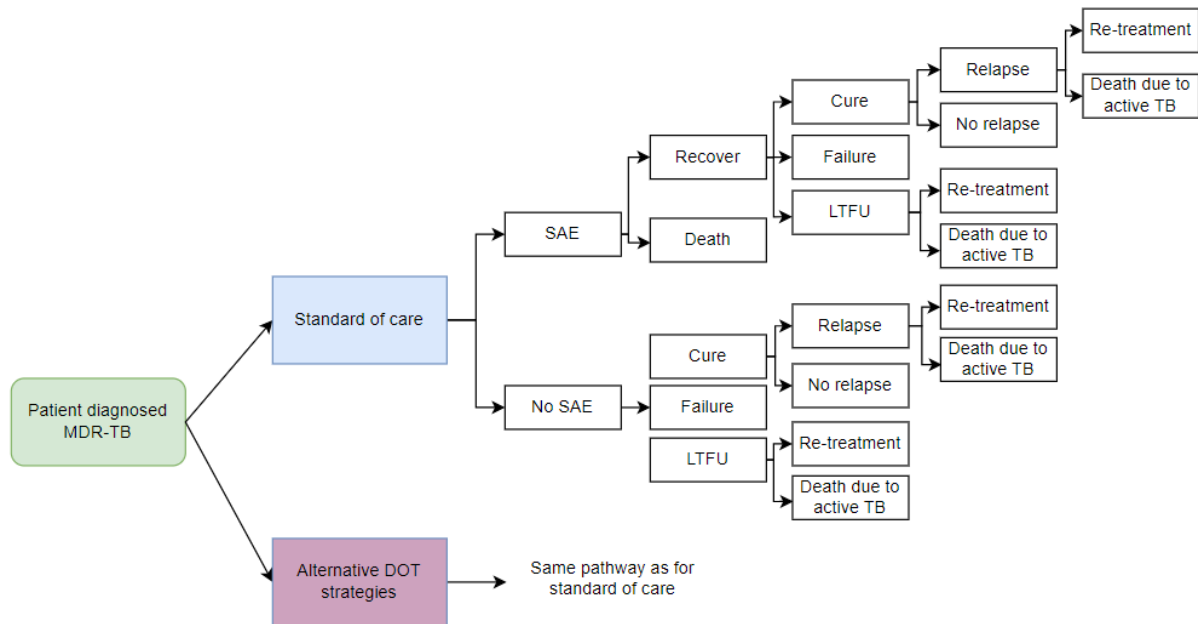 Re-treatment
Relapse
Death due to
active TB
Cure
No relapse
Recover
Failure
Re-treatment
LTFU
SAE
Death
Death due to
active TB
Re-treatment
Standard of care
Relapse
Cure
Death due to
active TB
No relapse
Patient diagnosed
MDR-TB
No SAE
Failure
Re-treatment
LTFU
Death due to
active TB
Alternative DOT
strategies
Same pathway as for
standard of care